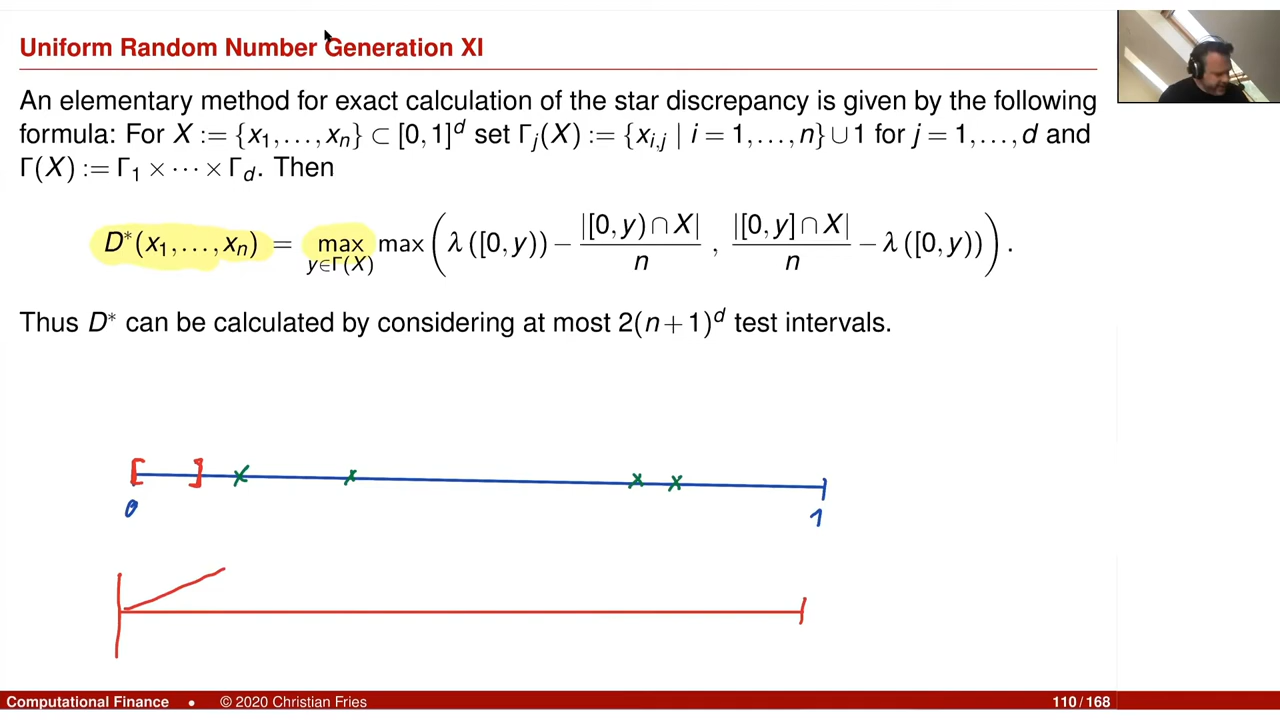 Uniform Random Number Generation XI
An elementary method for exact calculation of the star discrepancy is given by the following
formula: For X := {x₁,…,xₙ} ⊂ [0,1]ᵈ set Γⱼ(X) := {xᵢ,ⱼ | i = 1,…,n} ∪ 1 for j = 1,…,d and
Γ(X) := Γ₁ × ⋯ × Γ_d. Then
D*(x₁,…,xₙ) = max_{y∈Γ(X)} max( λ([0,y)) − |[0,y) ∩ X| / n , |[0,y] ∩ X| / n − λ([0,y)) ) .
Thus D* can be calculated by considering at most 2(n+1)ᵈ test intervals.
[ ] x x x x
0 1
Computational Finance • © 2020 Christian Fries 110/168